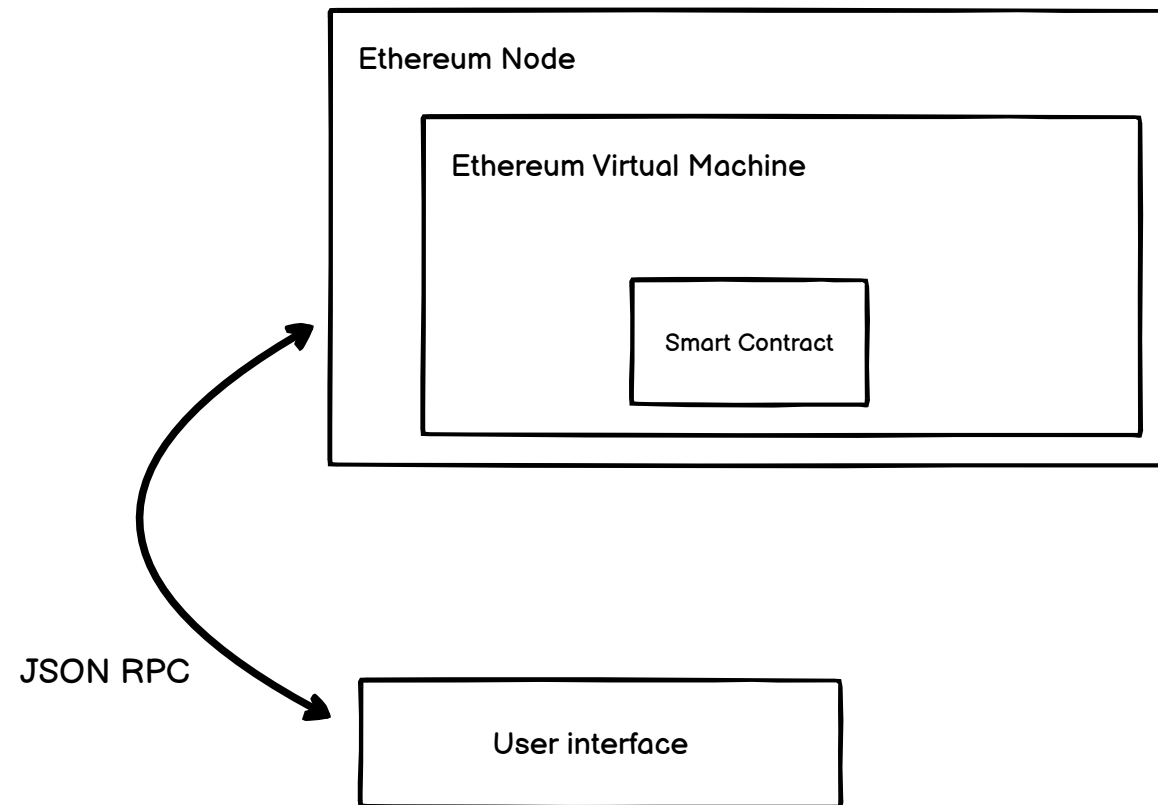 Ethereum Node
Ethereum Virtual Machine
Smart Contract
JSON RPC
User interface